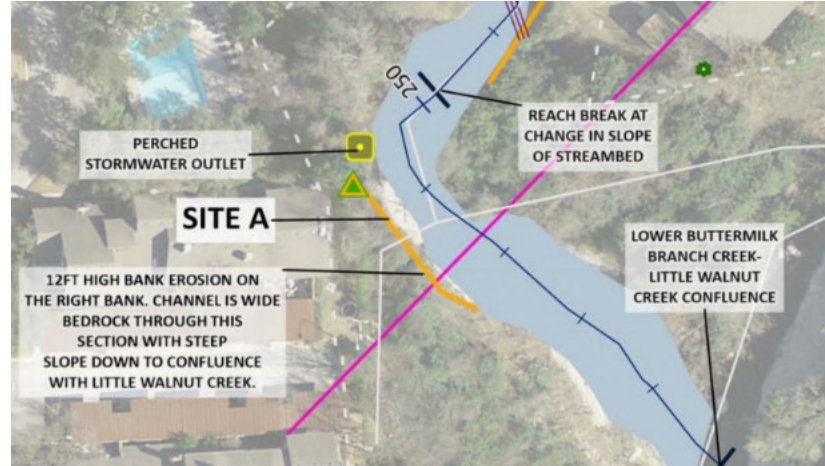 250
REACH BREAK AT
CHANGE IN SLOPE
OF STREAMBED
PERCHED
STORMWATER OUTLET
SITE A
LOWER BUTTERMILK
BRANCH CREEK-
LITTLE WALNUT
CREEK CONFLUENCE
12FT HIGH BANK EROSION ON
THE RIGHT BANK. CHANNEL IS WIDE
BEDROCK THROUGH THIS
SECTION WITH STEEP
SLOPE DOWN TO CONFLUENCE
WITH LITTLE WALNUT CREEK.